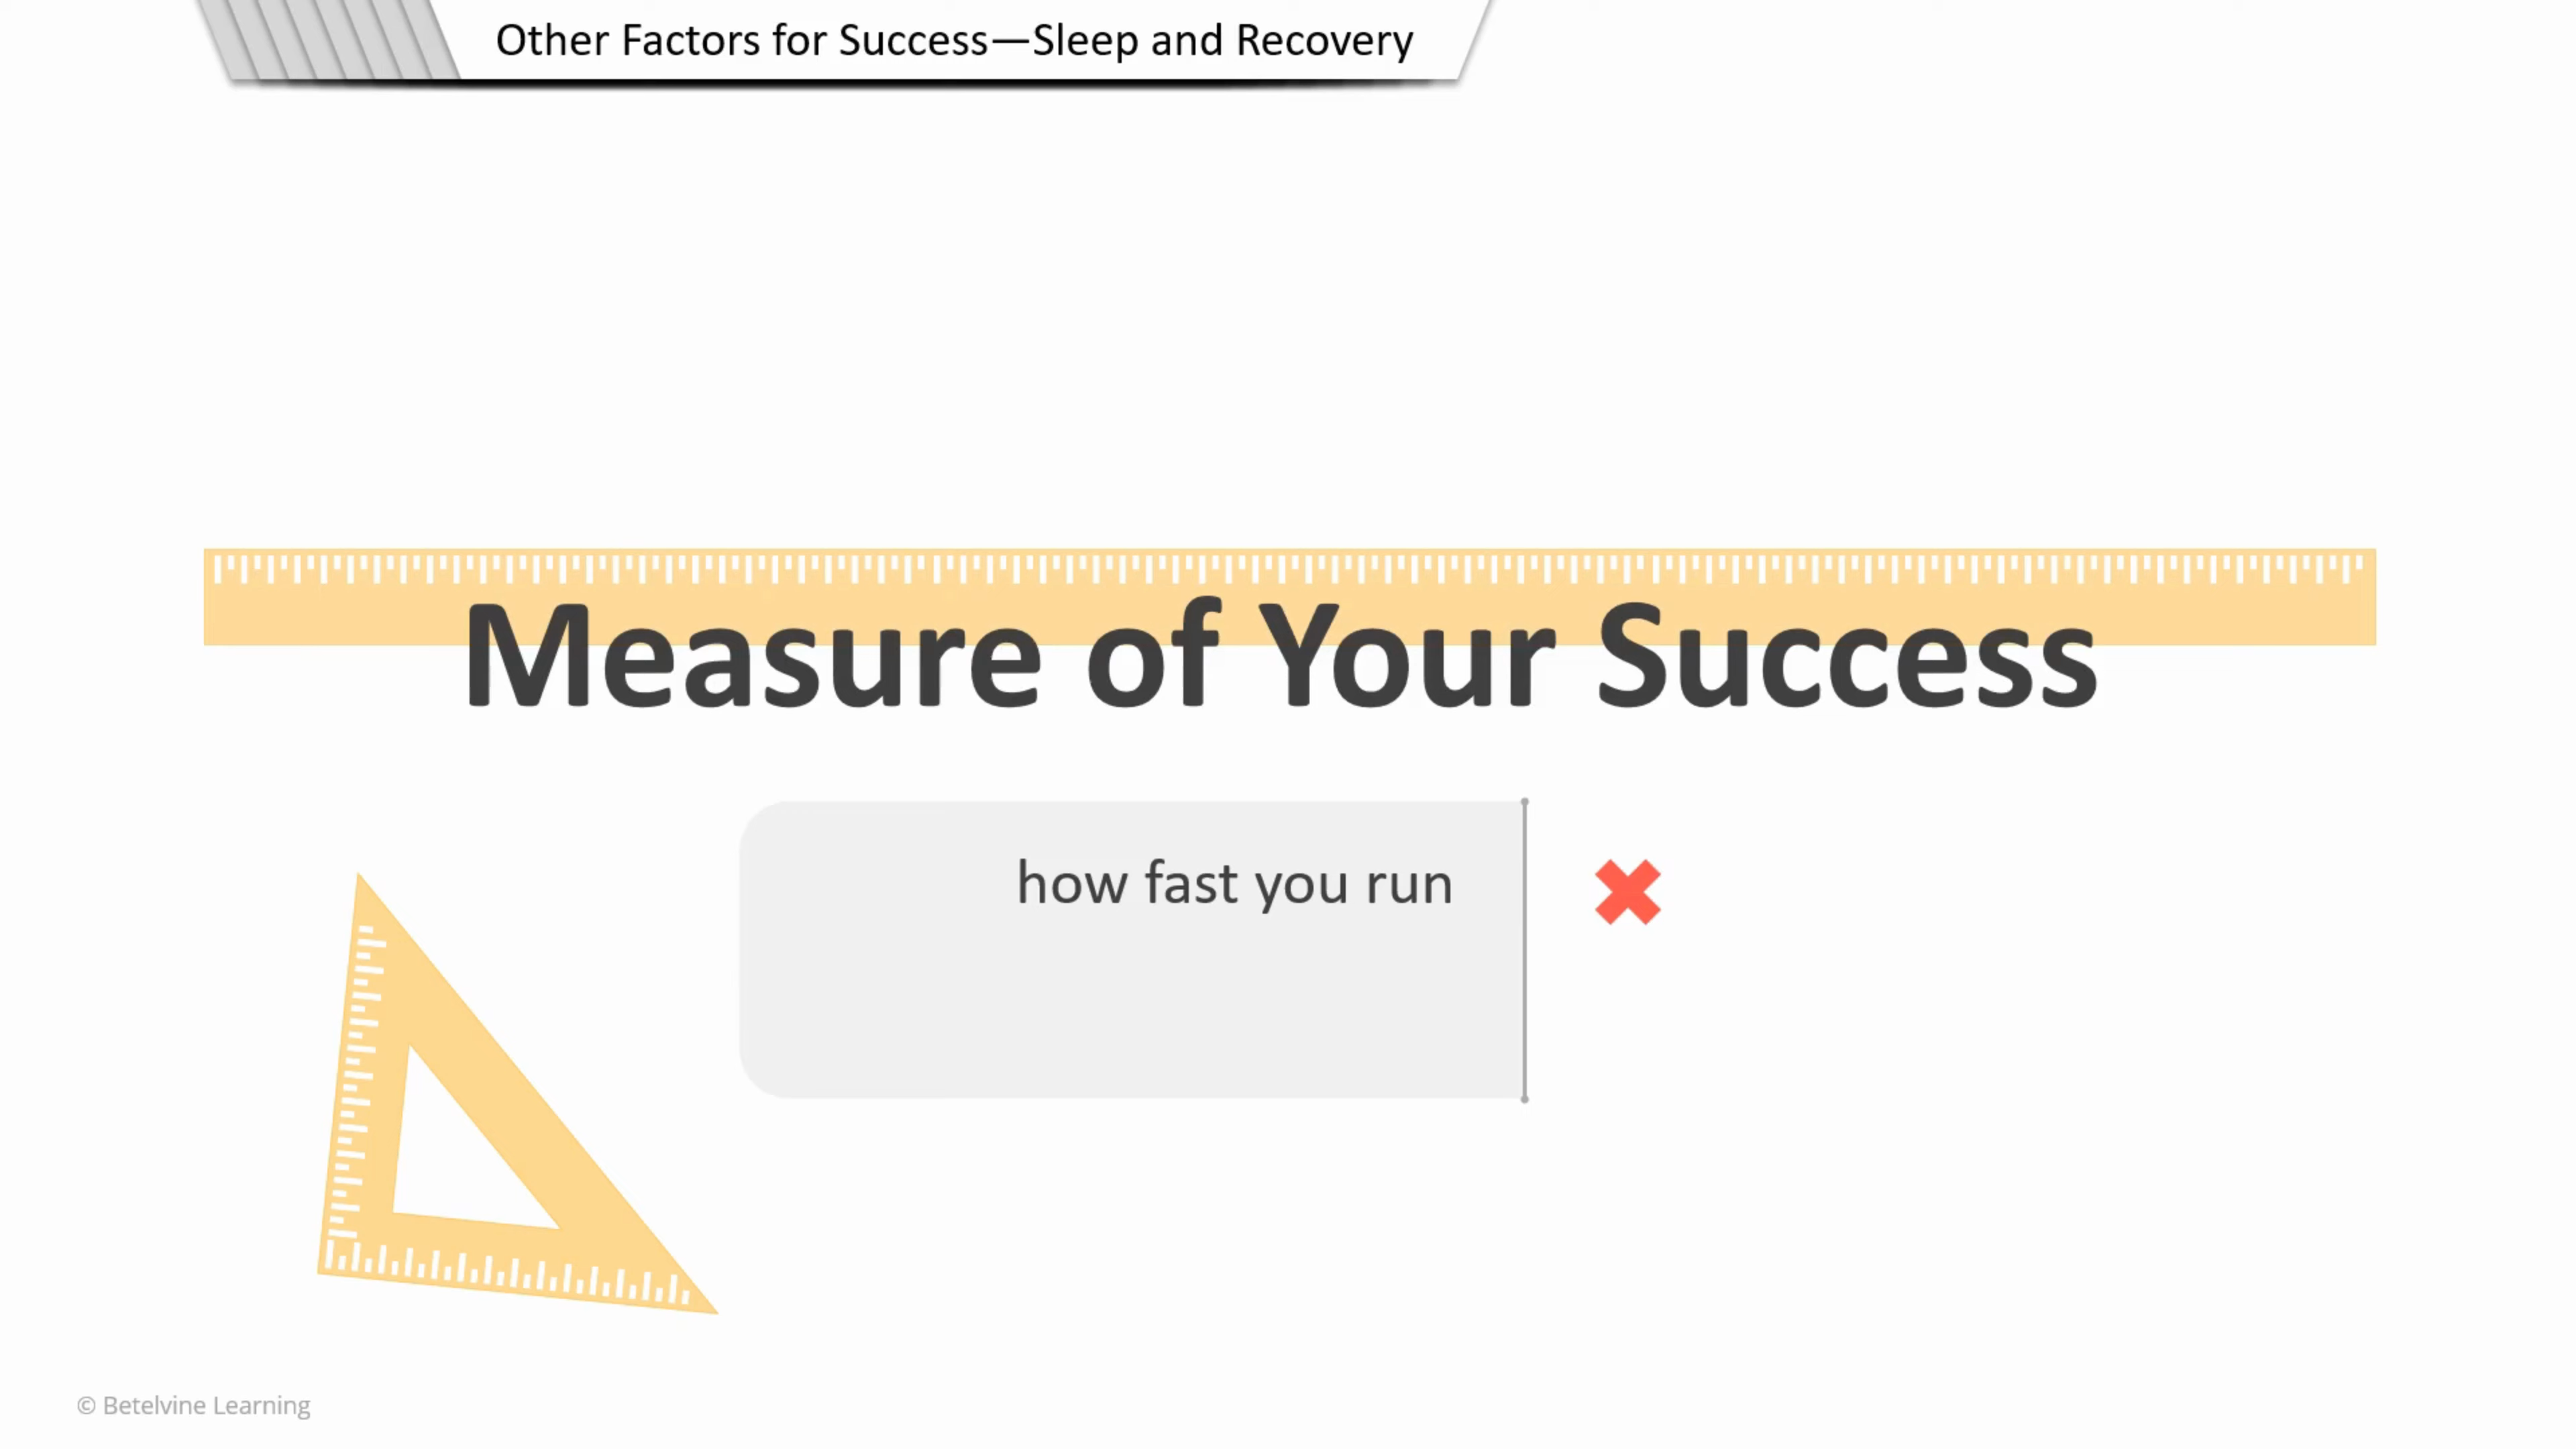 Other Factors for Success—Sleep and Recovery
Measure of Your Success
how fast you run
© Betelvine Learning